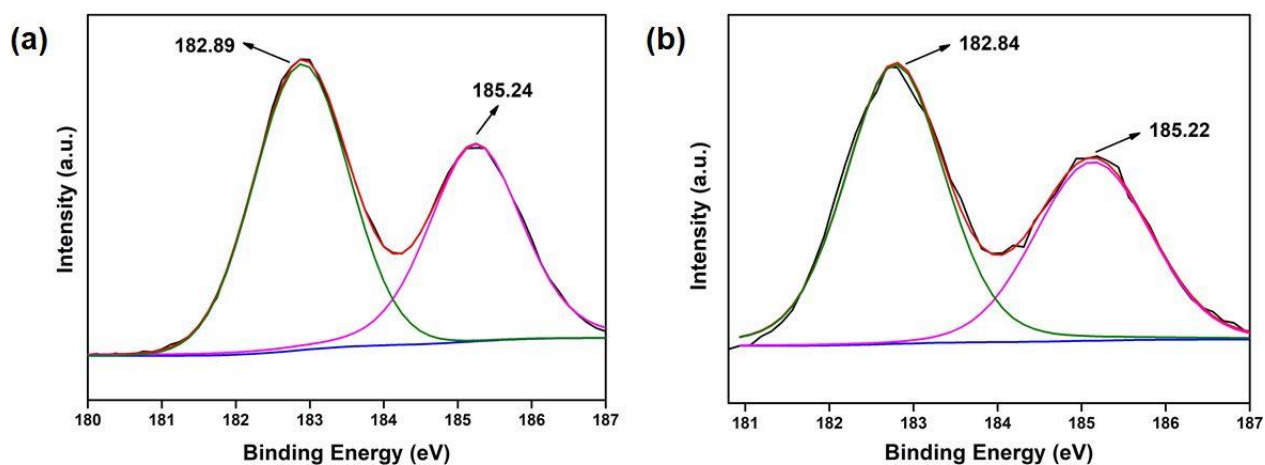 (a)
182.89
185.24
Intensity (a.u.)
180 181 182 183 184 185 186 187
Binding Energy (eV)
(b)
182.84
185.22
Intensity (a.u.)
181 182 183 184 185 186 187
Binding Energy (eV)